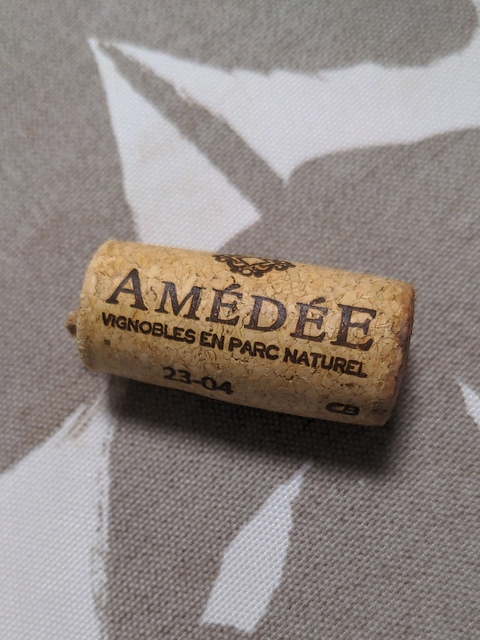 AMÉDÉE
VIGNOBLES EN PARC NATUREL
23-04